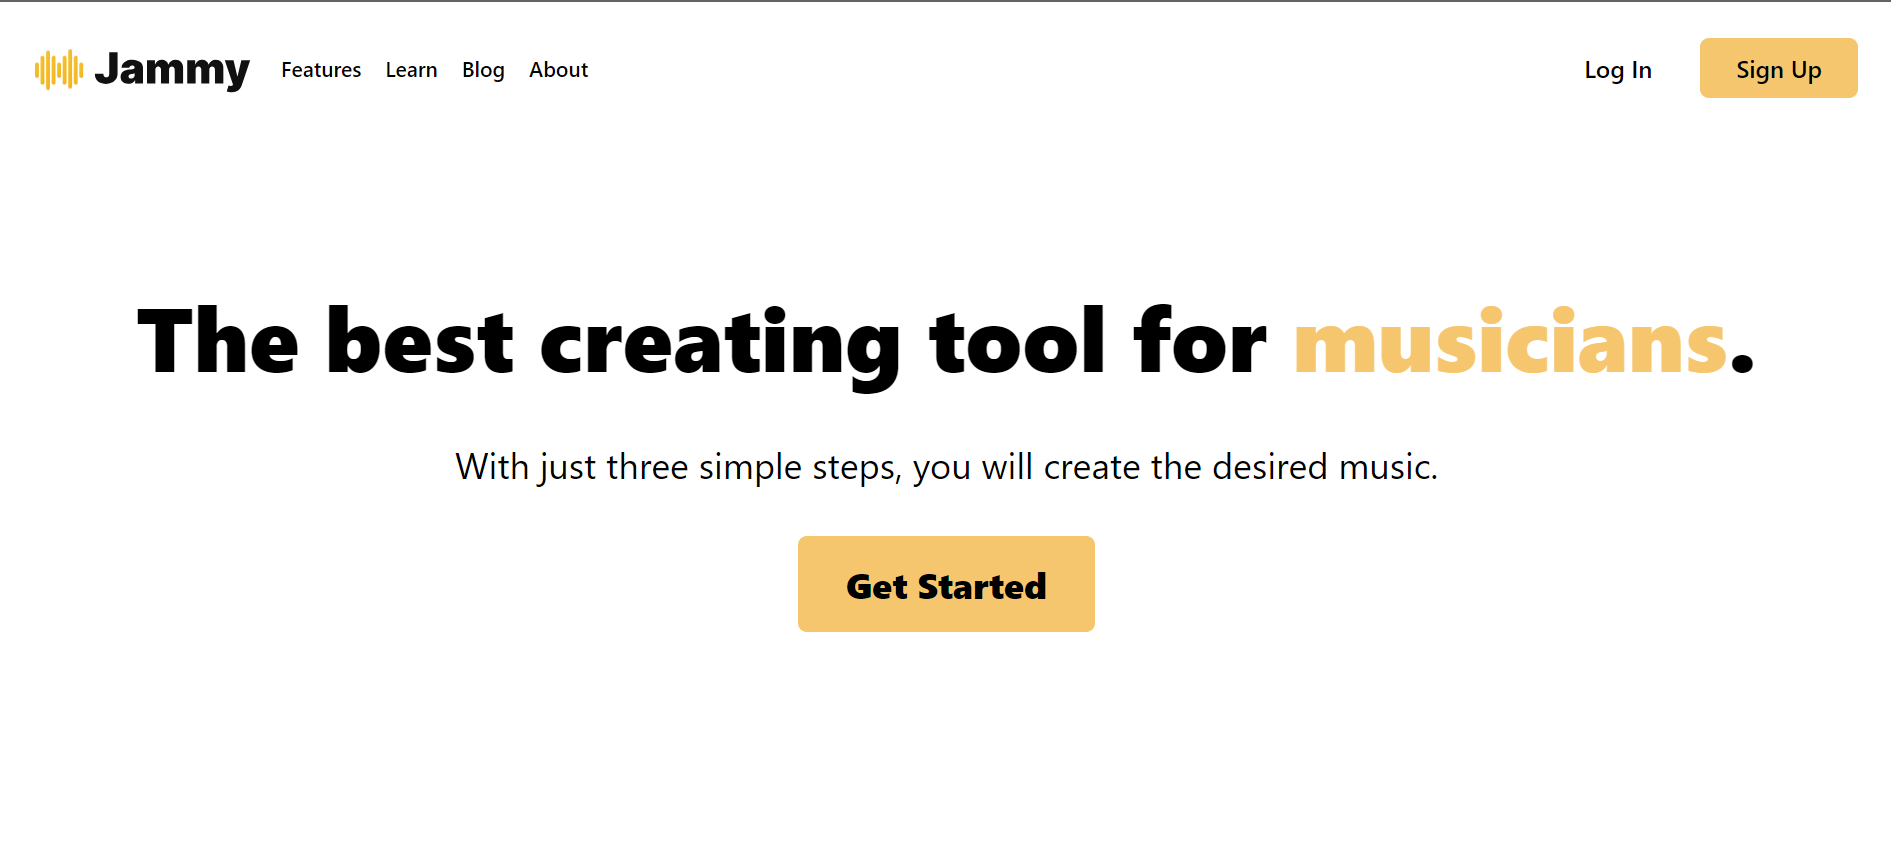 Jammy Features Learn Blog About Log In Sign Up
The best creating tool for musicians.
With just three simple steps, you will create the desired music.
Get Started